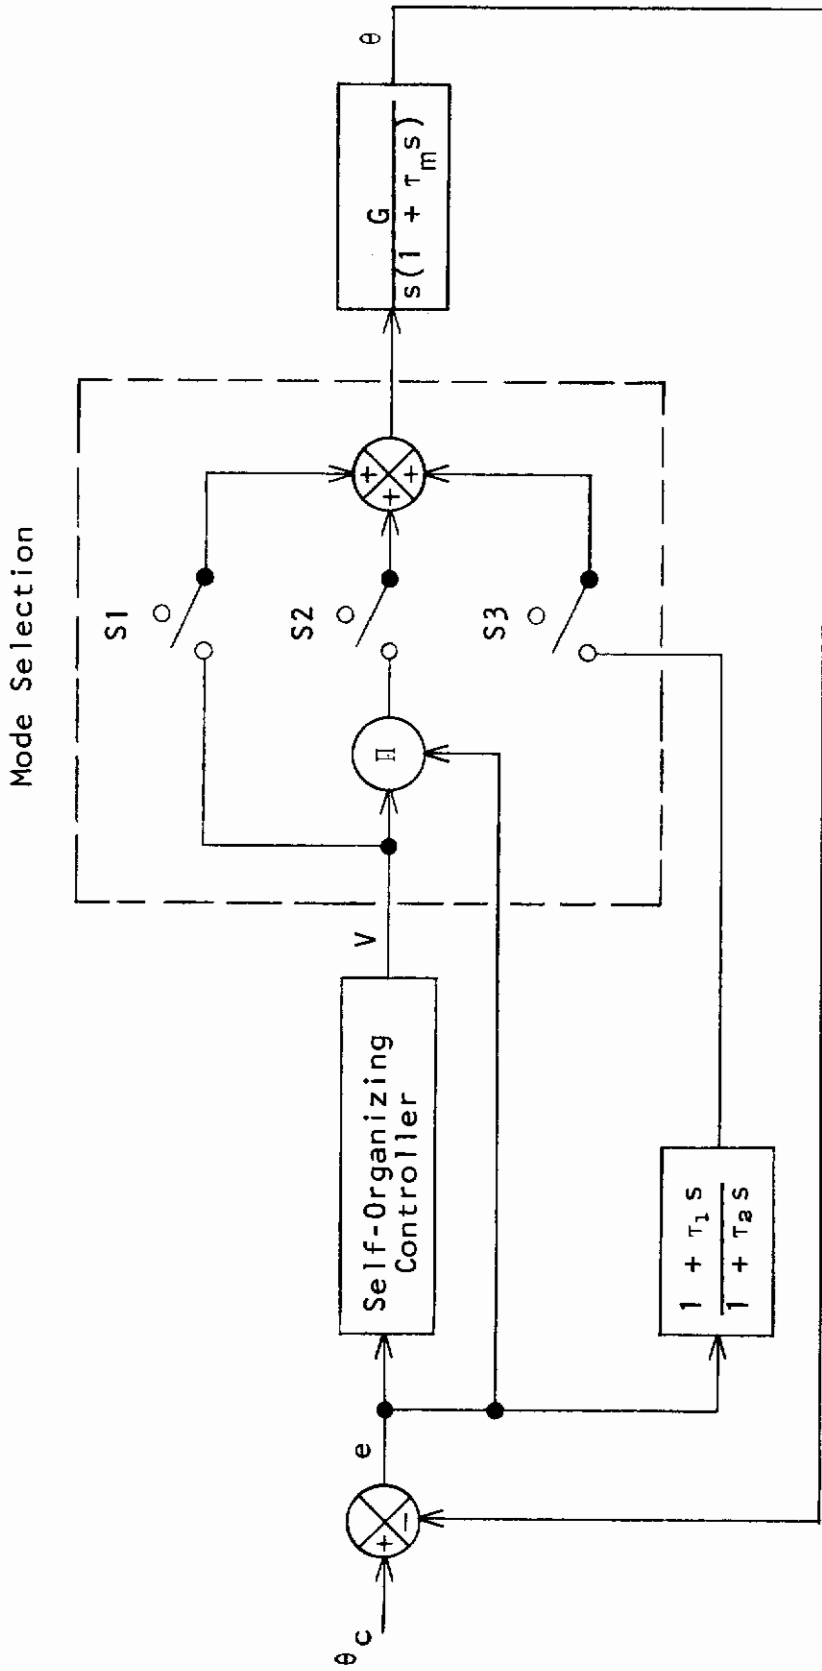 Mode Selection
θc
+
−
e
Self-Organizing
Controller
V
Π
S1
S2
S3
+
+
+
1 + τ₁s
1 + τ₂s
G
s(1 + τₘs)
θ